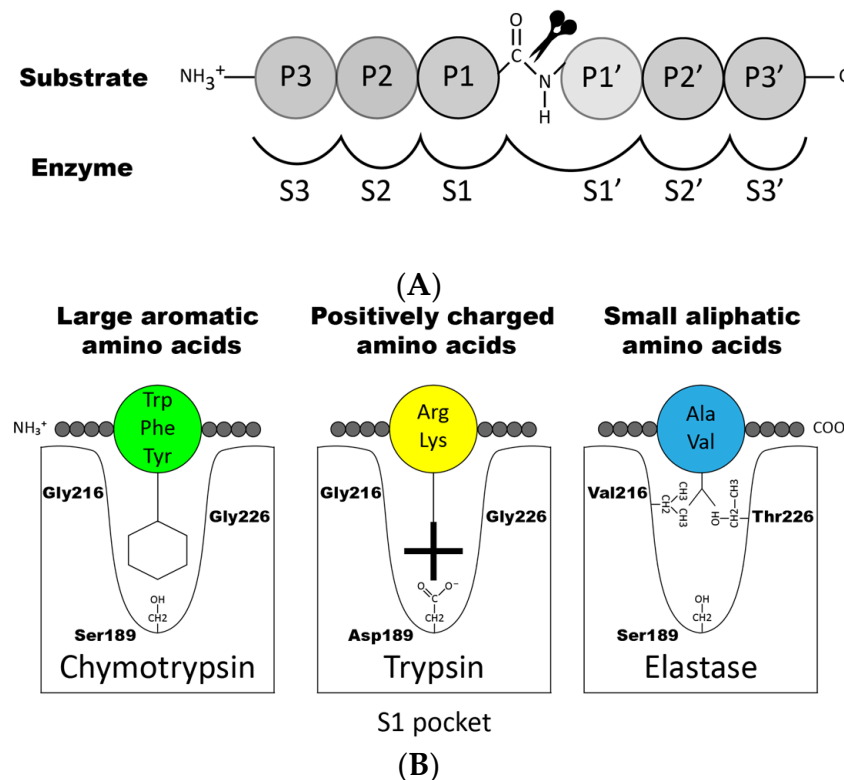 Substrate
NH₃⁺
P3 P2 P1 P1’ P2’ P3’
O
C
N
H
Enzyme
S3 S2 S1 S1’ S2’ S3’
(A)
Large aromatic amino acids
Positively charged amino acids
Small aliphatic amino acids
NH₃⁺
Trp
Phe
Tyr
Arg
Lys
Ala
Val
COO
Gly216
Gly226
OH
CH2
Ser189
Chymotrypsin
Gly216
Gly226
O
C
O⁻
CH2
Asp189
Trypsin
Val216
CH3
CH2
CH3
CH3
CH2
OH
Thr226
OH
CH2
Ser189
Elastase
S1 pocket
(B)